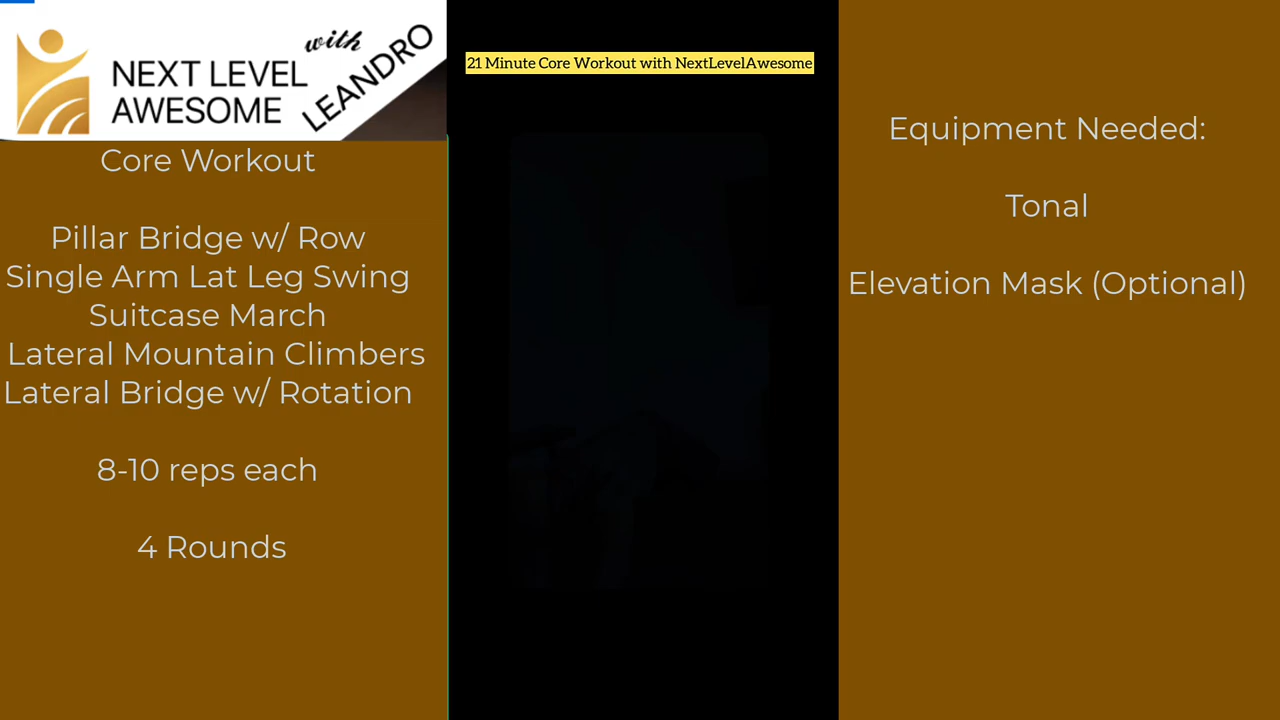 NEXT LEVEL
AWESOME
with
LEANDRO
21 Minute Core Workout with NextLevelAwesome
Core Workout
Pillar Bridge w/ Row
Single Arm Lat Leg Swing
Suitcase March
Lateral Mountain Climbers
Lateral Bridge w/ Rotation
8-10 reps each
4 Rounds
Equipment Needed:
Tonal
Elevation Mask (Optional)